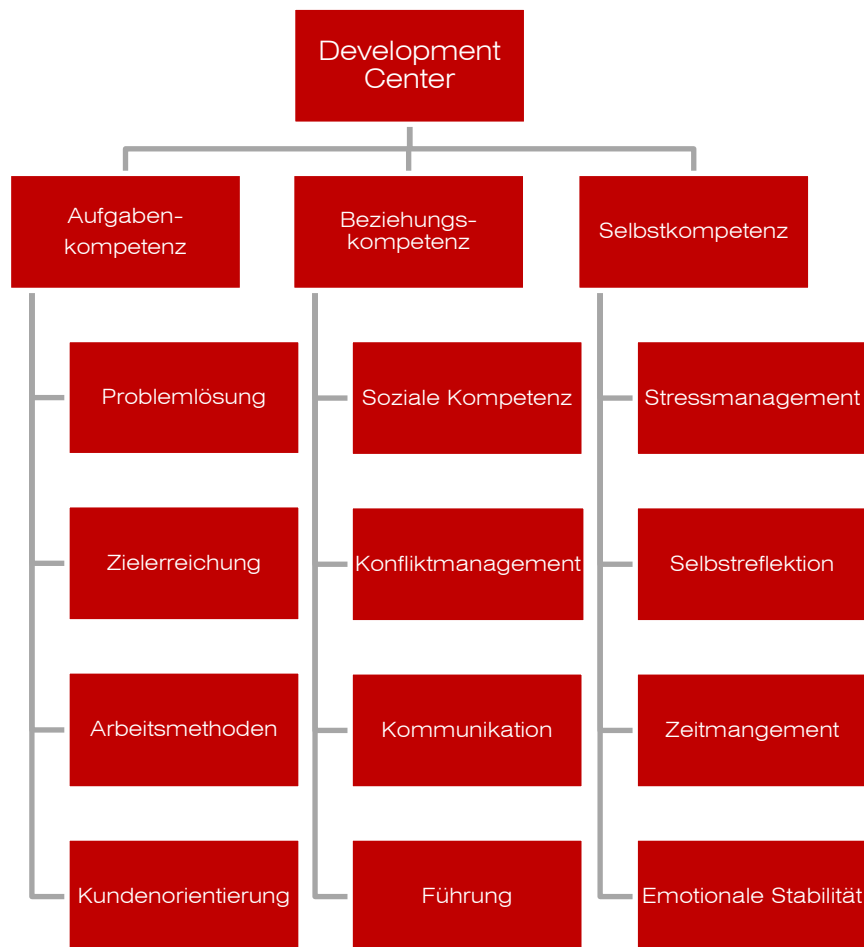 Development
Center
Aufgaben-
kompetenz
Beziehungs-
kompetenz
Selbstkompetenz
Problemlösung
Soziale Kompetenz
Stressmanagement
Zielerreichung
Konfliktmanagement
Selbstreflektion
Arbeitsmethoden
Kommunikation
Zeitmangement
Kundenorientierung
Führung
Emotionale Stabilität